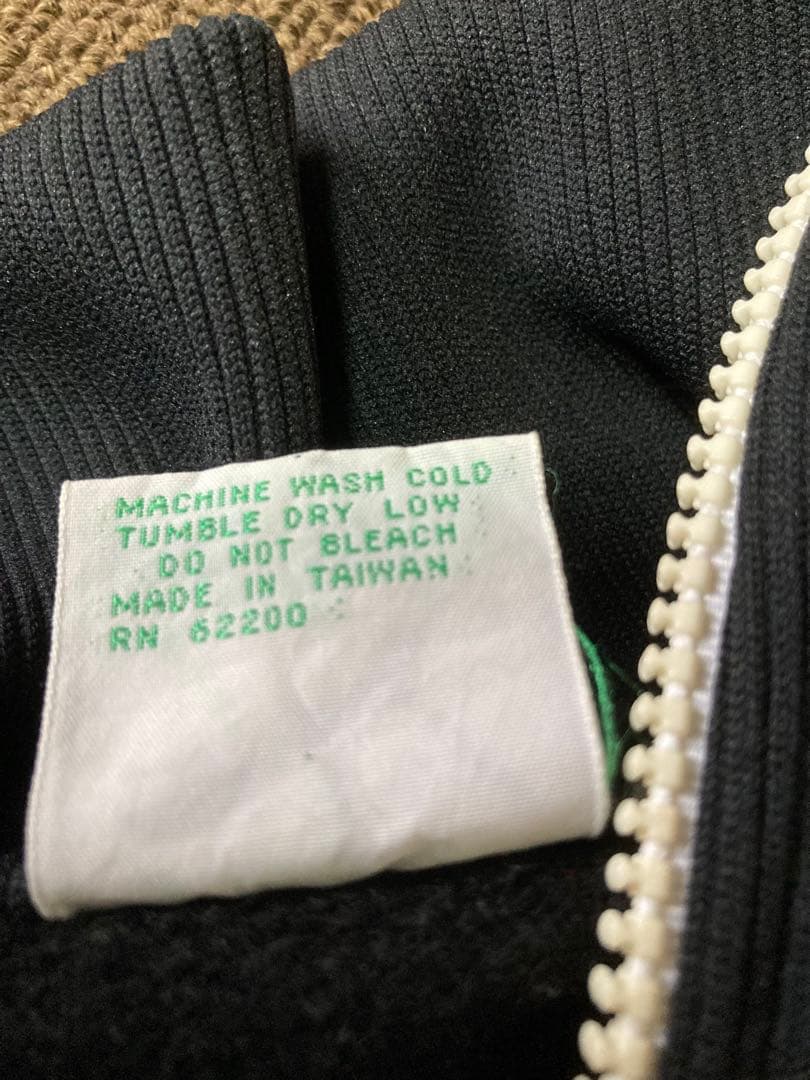 MACHINE WASH COLD
TUMBLE DRY LOW
DO NOT BLEACH
MADE IN TAIWAN
RN 62200